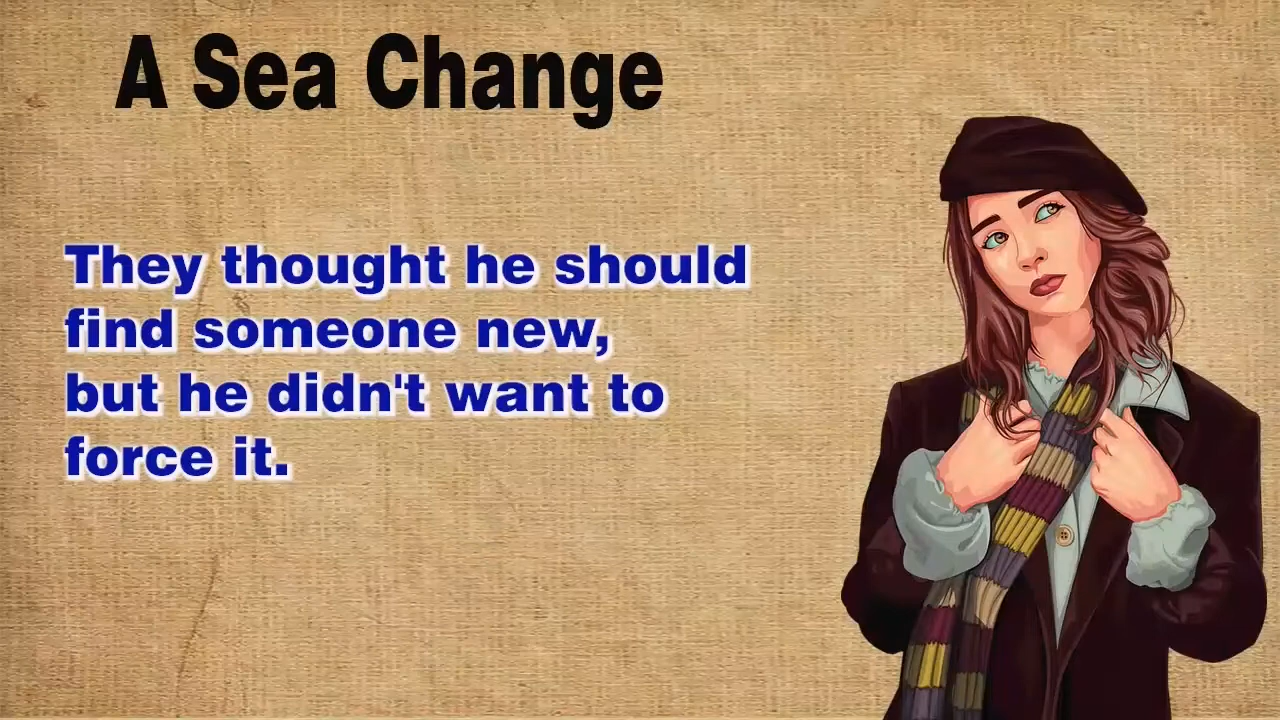 A Sea Change
They thought he should
find someone new,
but he didn't want to
force it.